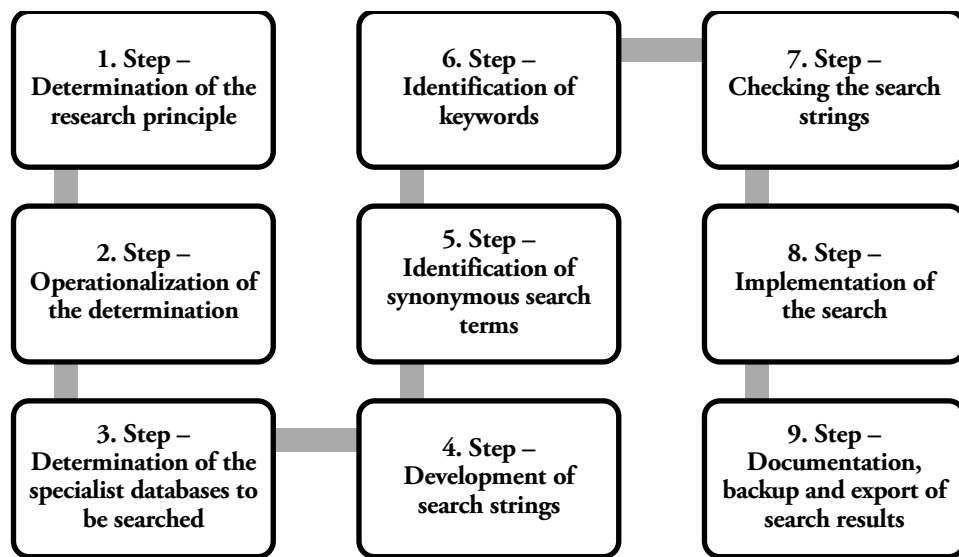 1. Step –
Determination of the
research principle
2. Step –
Operationalization of
the determination
3. Step –
Determination of the
specialist databases to
be searched
4. Step –
Development of
search strings
5. Step –
Identification of
synonymous search
terms
6. Step –
Identification of
keywords
7. Step –
Checking the search
strings
8. Step –
Implementation of
the search
9. Step –
Documentation,
backup and export of
search results